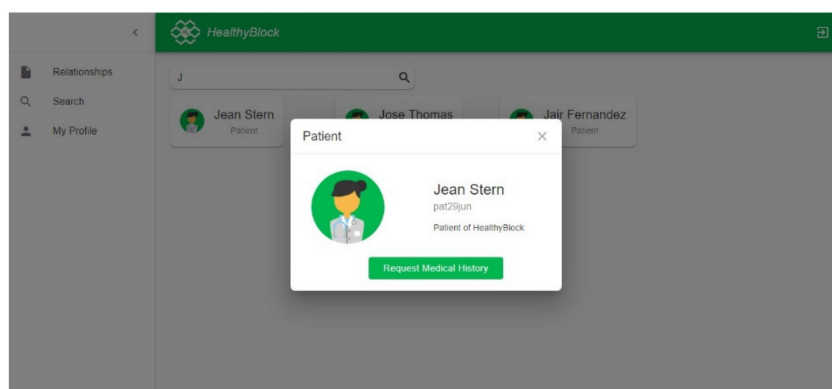 HealthyBlock
Relationships
Search
My Profile
J
Jean Stern
Patient
Jose Thomas
Jair Fernandez
Patient
Patient
Jean Stern
pat29jun
Patient of HealthyBlock
Request Medical History